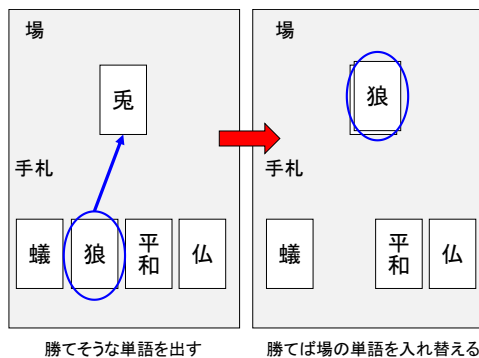 場
兎
手札
蟻
狼
平和
仏
勝てそうな単語を出す
場
狼
手札
蟻
平和
仏
勝てば場の単語を入れ替える